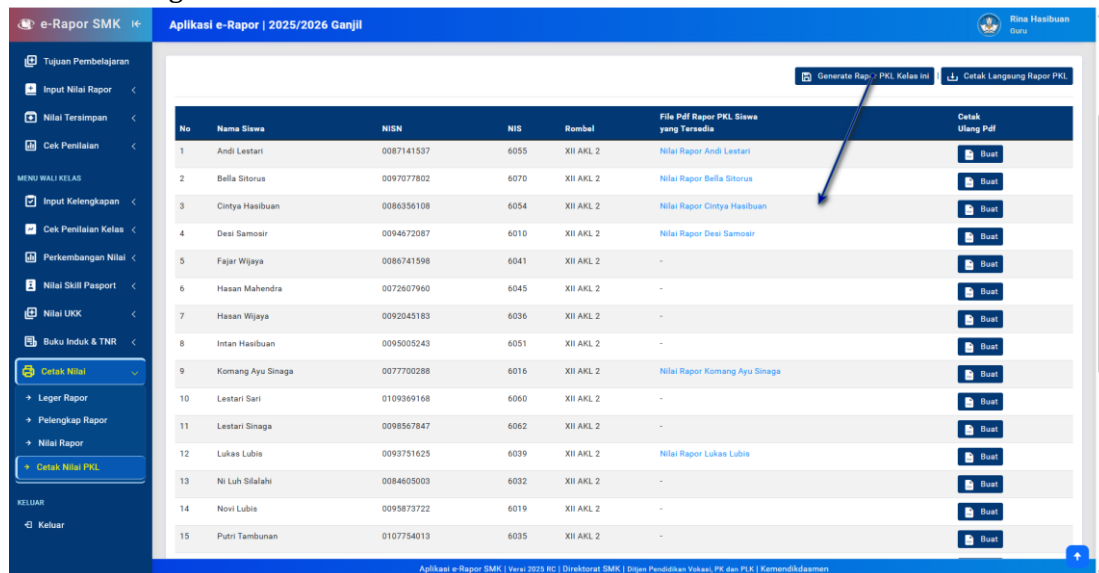 e-Rapor SMK
Aplikasi e-Rapor | 2025/2026 Ganjil
Rina Hasibuan
Guru
Tujuan Pembelajaran
Input Nilai Rapor
Nilai Tersimpan
Cek Penilaian
MENU WALI KELAS
Input Kelengkapan
Cek Penilaian Kelas
Perkembangan Nilai
Nilai Skill Pasport
Nilai UKK
Buku Induk & TNR
Cetak Nilai
Leger Rapor
Pelengkap Rapor
Nilai Rapor
Cetak Nilai PKL
KELUAR
Keluar
Generate Rapor PKL Kelas ini | Cetak Langsung Rapor PKL
No Nama Siswa NISN NIS Rombel File Pdf Rapor PKL Siswa yang Tersedia Cetak Ulang Pdf
1 Andi Lestari 0087141537 6055 XII AKL 2 Nilai Rapor Andi Lestari Buat
2 Bella Sitorus 0097077802 6070 XII AKL 2 Nilai Rapor Bella Sitorus Buat
3 Cintya Hasibuan 0086356108 6054 XII AKL 2 Nilai Rapor Cintya Hasibuan Buat
4 Desi Samosir 0094672087 6010 XII AKL 2 Nilai Rapor Desi Samosir Buat
5 Fajar Wijaya 0086741598 6041 XII AKL 2 - Buat
6 Hasan Mahendra 0072607960 6045 XII AKL 2 - Buat
7 Hasan Wijaya 0092045183 6036 XII AKL 2 - Buat
8 Intan Hasibuan 0095005243 6051 XII AKL 2 - Buat
9 Komang Ayu Sinaga 0077700288 6016 XII AKL 2 Nilai Rapor Komang Ayu Sinaga Buat
10 Lestari Sari 0109369168 6060 XII AKL 2 - Buat
11 Lestari Sinaga 0098567847 6062 XII AKL 2 - Buat
12 Lukas Lubis 0093751625 6039 XII AKL 2 Nilai Rapor Lukas Lubis Buat
13 Ni Luh Silalahi 0084605003 6032 XII AKL 2 - Buat
14 Novi Lubis 0095873722 6019 XII AKL 2 - Buat
15 Putri Tambunan 0107754013 6035 XII AKL 2 - Buat
Aplikasi e-Rapor SMK | Versi 2025 RC | Direktorat SMK | Ditjen Pendidikan Vokasi, PK dan PLK | Kemendikdasmen